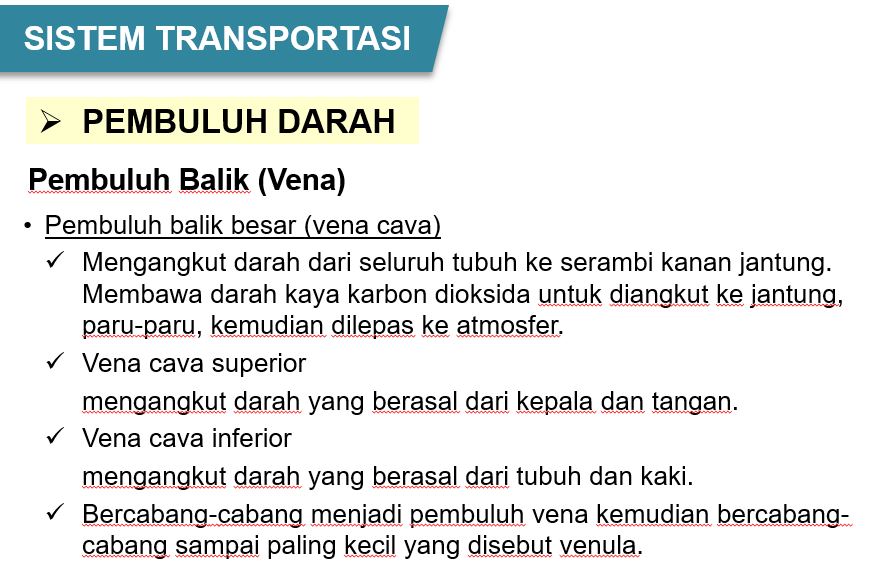 SISTEM TRANSPORTASI
➢ PEMBULUH DARAH
Pembuluh Balik (Vena)
• Pembuluh balik besar (vena cava)
✓ Mengangkut darah dari seluruh tubuh ke serambi kanan jantung.
Membawa darah kaya karbon dioksida untuk diangkut ke jantung,
paru-paru, kemudian dilepas ke atmosfer.
✓ Vena cava superior
mengangkut darah yang berasal dari kepala dan tangan.
✓ Vena cava inferior
mengangkut darah yang berasal dari tubuh dan kaki.
✓ Bercabang-cabang menjadi pembuluh vena kemudian bercabang-
cabang sampai paling kecil yang disebut venula.